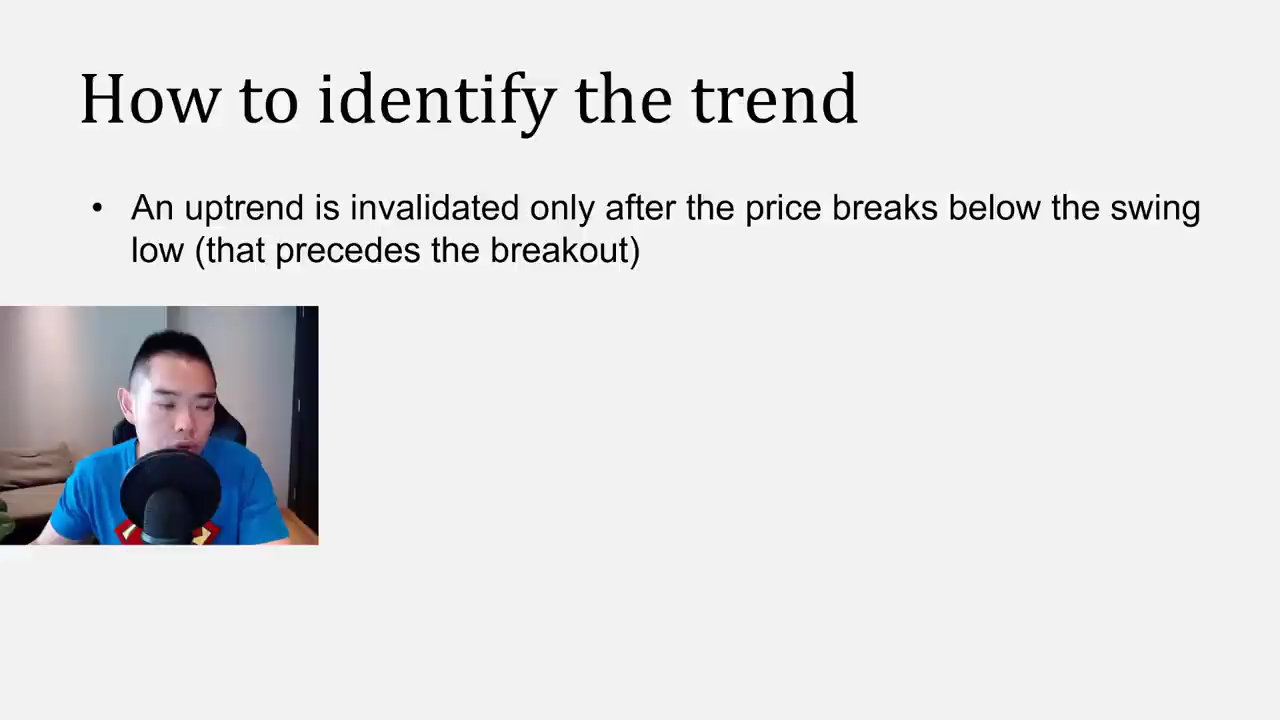 How to identify the trend
• An uptrend is invalidated only after the price breaks below the swing
low (that precedes the breakout)